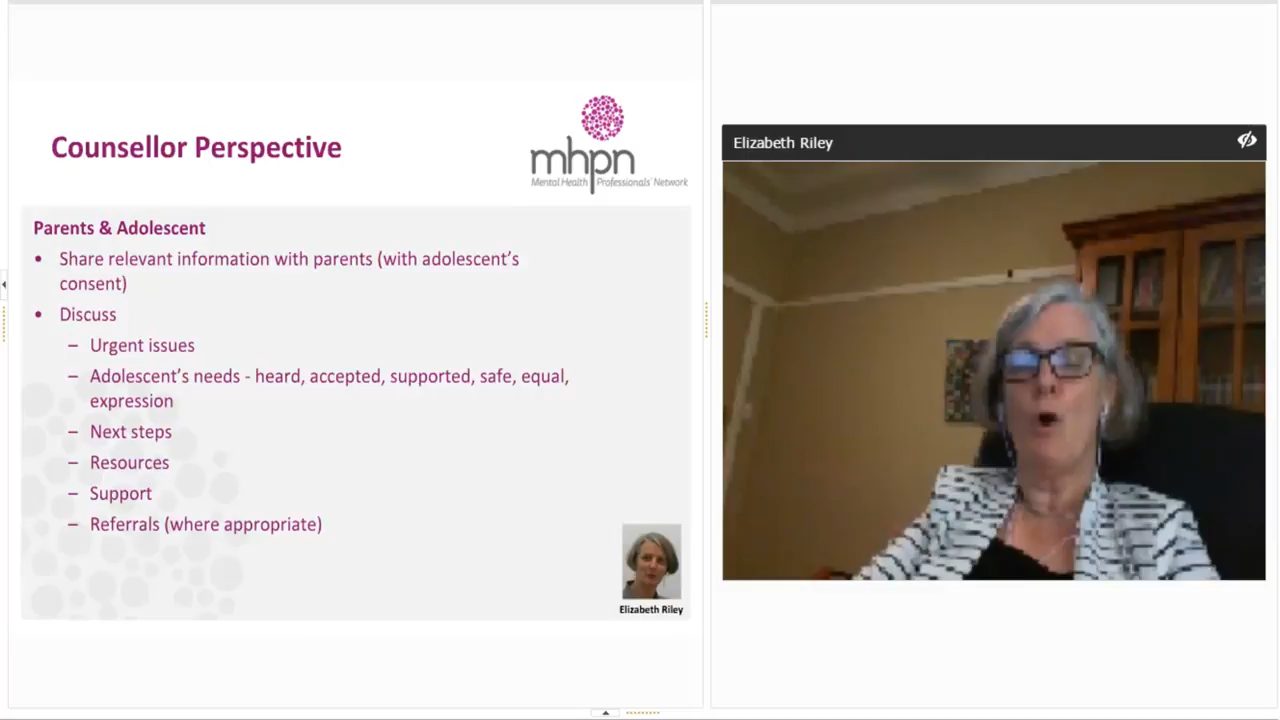 Counsellor Perspective
mhpn
Mental Health Professionals' Network
Parents & Adolescent
• Share relevant information with parents (with adolescent's
consent)
• Discuss
– Urgent issues
– Adolescent's needs - heard, accepted, supported, safe, equal,
expression
– Next steps
– Resources
– Support
– Referrals (where appropriate)
Elizabeth Riley
Elizabeth Riley